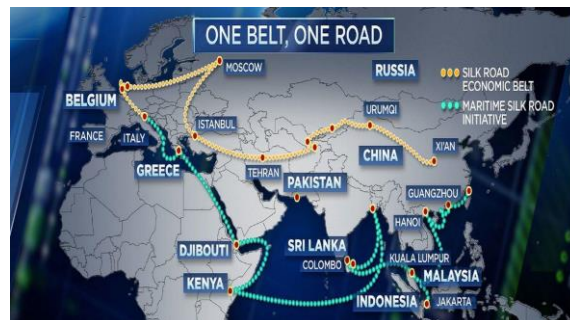 ONE BELT, ONE ROAD
MOSCOW
RUSSIA
SILK ROAD
ECONOMIC BELT
MARITIME SILK ROAD
INITIATIVE
BELGIUM
URUMQI
FRANCE
ITALY
ISTANBUL
XI'AN
CHINA
GREECE
TEHRAN
PAKISTAN
GUANGZHOU
HANOI
DJIBOUTI
SRI LANKA
COLOMBO
KUALA LUMPUR
KENYA
MALAYSIA
INDONESIA
JAKARTA